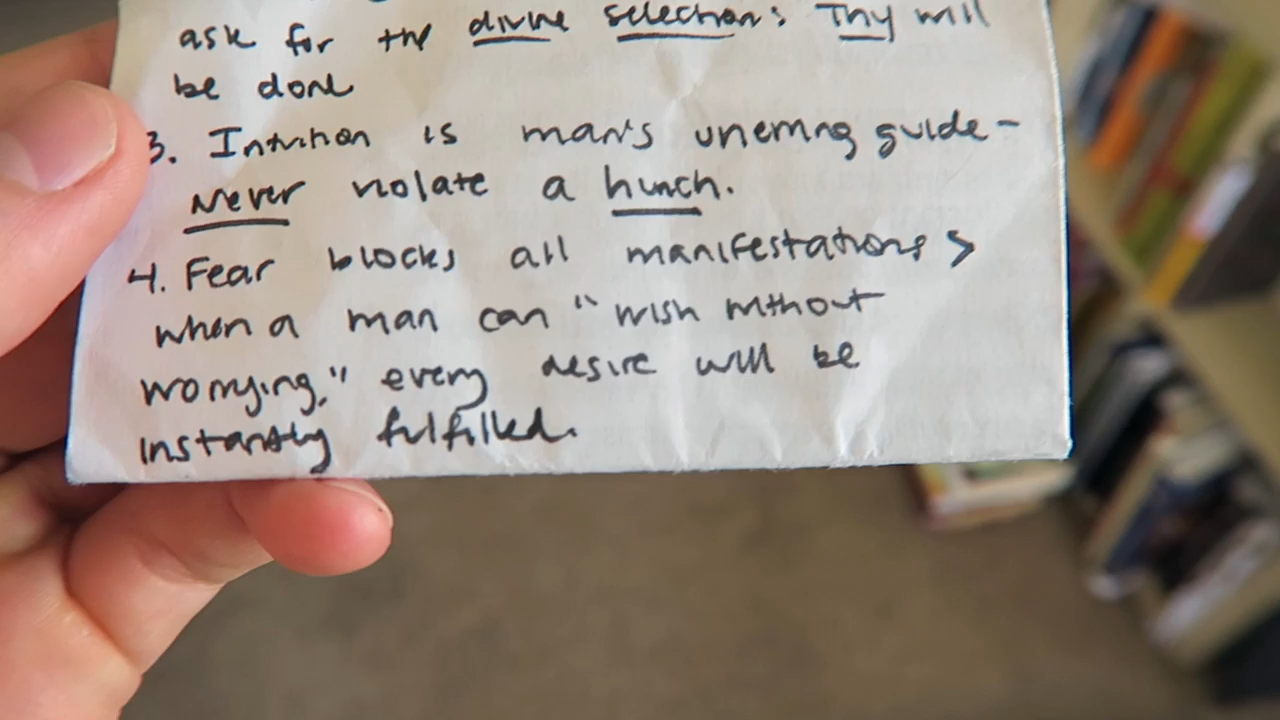 ask for the divine selection: Thy will
be done
3. Intuition is man's unerring guide-
Never violate a hunch.
4. Fear blocks all manifestations >
when a man can "wish without
worrying," every desire will be
instantly fulfilled.